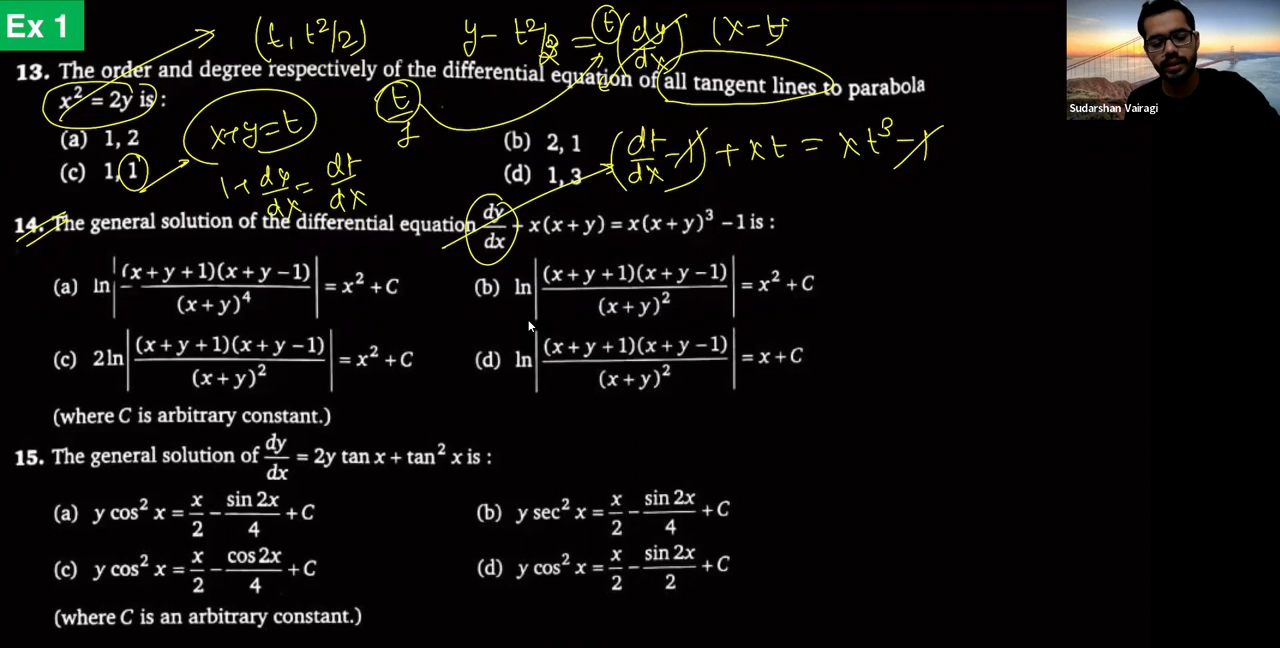 Ex 1
(t, t²/2)
y - t²/2 = t (dy/dx) (x-t)
13. The order and degree respectively of the differential equation of all tangent lines to parabola
x² = 2y is :
x+y=t
t
(a) 1, 2
(b) 2, 1
(dt/dx - 1) + xt = xt³ - 1
(c) 1, 1
(d) 1, 3
1 + dy/dx = dt/dx
14. The general solution of the differential equation dy/dx + x(x + y) = x(x + y)³ - 1 is :
(a) ln |(x + y + 1)(x + y - 1)/(x + y)⁴| = x² + C
(b) ln |(x + y + 1)(x + y - 1)/(x + y)²| = x² + C
(c) 2 ln |(x + y + 1)(x + y - 1)/(x + y)²| = x² + C
(d) ln |(x + y + 1)(x + y - 1)/(x + y)²| = x + C
(where C is arbitrary constant.)
15. The general solution of dy/dx = 2y tan x + tan² x is :
(a) y cos² x = x/2 - sin 2x/4 + C
(b) y sec² x = x/2 - sin 2x/4 + C
(c) y cos² x = x/2 - cos 2x/4 + C
(d) y cos² x = x/2 - sin 2x/2 + C
(where C is an arbitrary constant.)
Sudarshan Vairagi